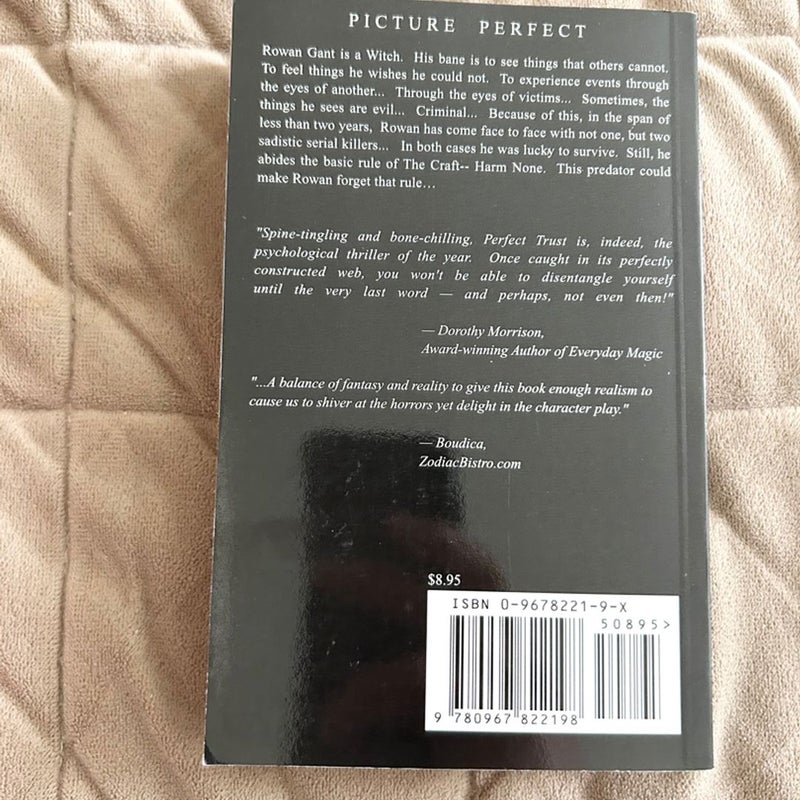 PICTURE PERFECT
Rowan Gant is a Witch. His bane is to see things that others cannot.
To feel things he wishes he could not. To experience events through
the eyes of another... Through the eyes of victims... Sometimes, the
things he sees are evil... Criminal... Because of this, in the span of
less than two years, Rowan has come face to face with not one, but two
sadistic serial killers... In both cases he was lucky to survive. Still, he
abides the basic rule of The Craft-- Harm None. This predator could
make Rowan forget that rule...
"Spine-tingling and bone-chilling, Perfect Trust is, indeed, the
psychological thriller of the year. Once caught in its perfectly
constructed web, you won't be able to disentangle yourself
until the very last word — and perhaps, not even then!"
— Dorothy Morrison,
Award-winning Author of Everyday Magic
"...A balance of fantasy and reality to give this book enough realism to
cause us to shiver at the horrors yet delight in the character play."
— Boudica,
ZodiacBistro.com
$8.95
ISBN 0-9678221-9-X
50895>
9 780967 822198